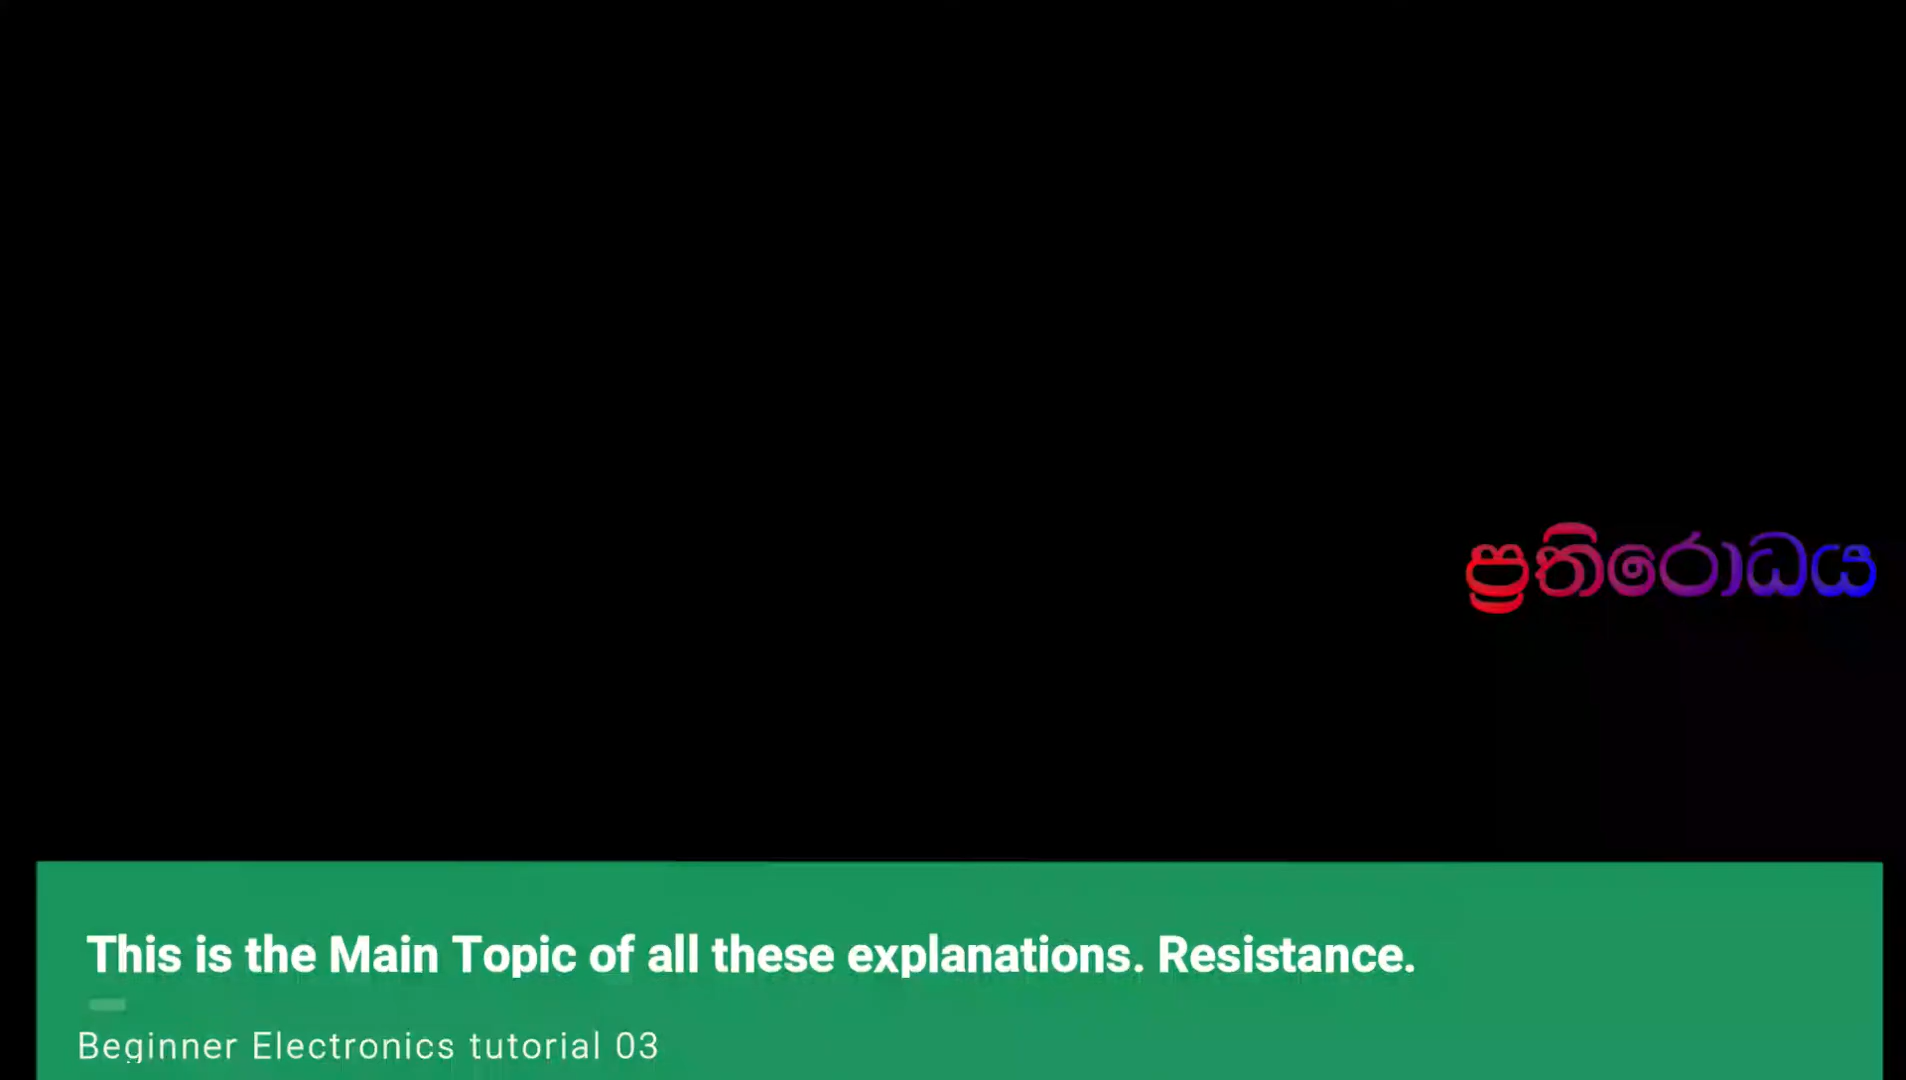 ප්‍රතිරෝධය
This is the Main Topic of all these explanations. Resistance.
Beginner Electronics tutorial 03